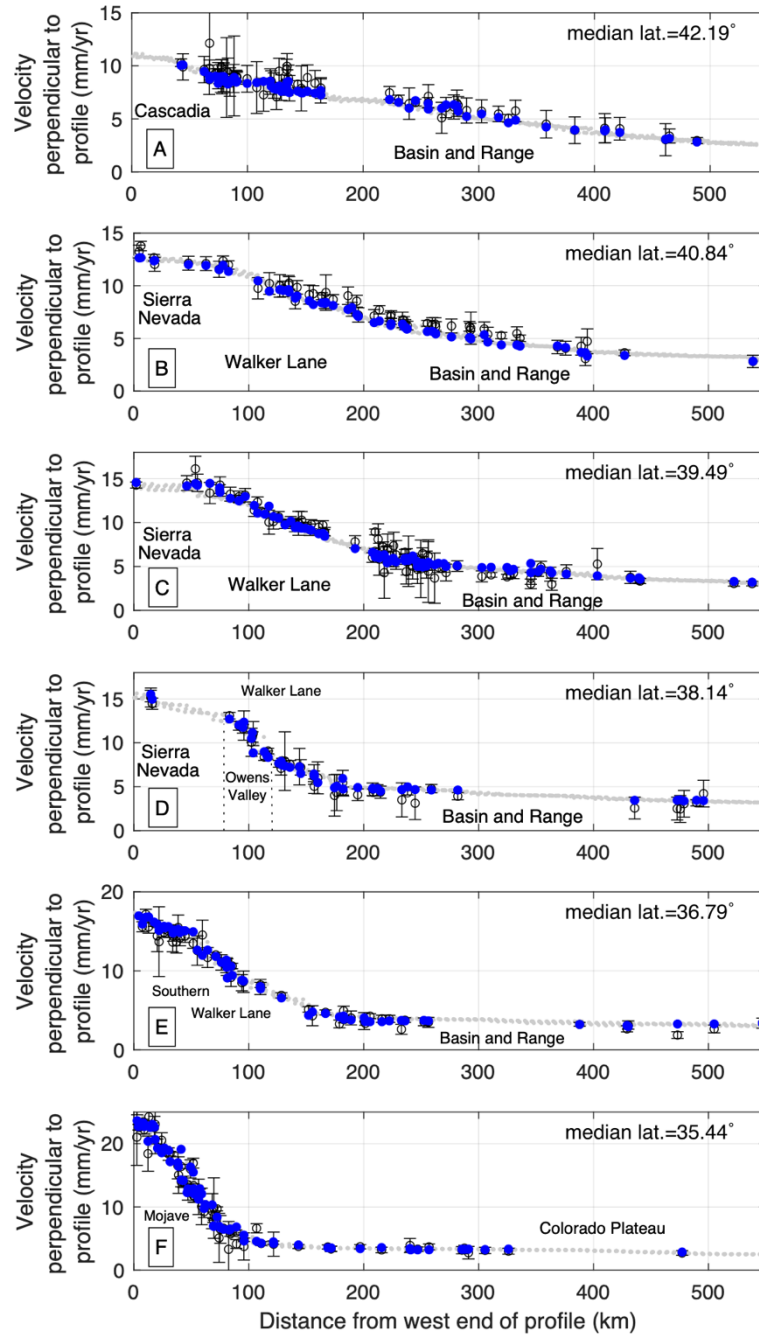 Velocity
perpendicular to
profile (mm/yr)
15
10
5
0
median lat.=42.19°
Cascadia
A
Basin and Range
0 100 200 300 400 500
Velocity
perpendicular to
profile (mm/yr)
15
10
5
0
median lat.=40.84°
Sierra
Nevada
B
Walker Lane
Basin and Range
0 100 200 300 400 500
Velocity
perpendicular to
profile (mm/yr)
15
10
5
0
median lat.=39.49°
Sierra
Nevada
C
Walker Lane
Basin and Range
0 100 200 300 400 500
Velocity
perpendicular to
profile (mm/yr)
15
10
5
0
Walker Lane
median lat.=38.14°
Sierra
Nevada
D
Owens
Valley
Basin and Range
0 100 200 300 400 500
Velocity
perpendicular to
profile (mm/yr)
20
10
0
median lat.=36.79°
Southern
Walker Lane
E
Basin and Range
0 100 200 300 400 500
Velocity
perpendicular to
profile (mm/yr)
20
10
0
median lat.=35.44°
Mojave
F
Colorado Plateau
0 100 200 300 400 500
Distance from west end of profile (km)